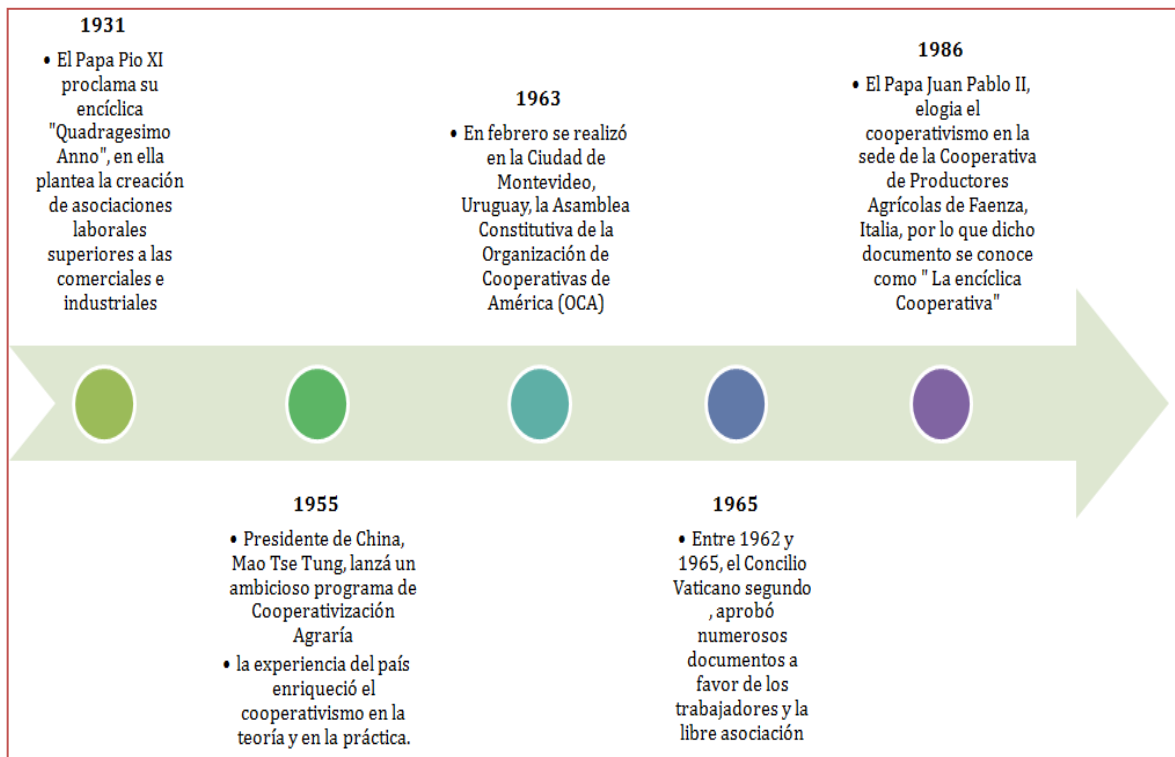 1931
• El Papa Pio XI
proclama su
encíclica
"Quadragesimo
Anno", en ella
plantea la creación
de asociaciones
laborales
superiores a las
comerciales e
industriales
1955
• Presidente de China,
Mao Tse Tung, lanzá un
ambicioso programa de
Cooperativización
Agraría
• la experiencia del país
enriqueció el
cooperativismo en la
teoría y en la práctica.
1963
• En febrero se realizó
en la Ciudad de
Montevideo,
Uruguay, la Asamblea
Constitutiva de la
Organización de
Cooperativas de
América (OCA)
1965
• Entre 1962 y
1965, el Concilio
Vaticano segundo
, aprobó
numerosos
documentos a
favor de los
trabajadores y la
libre asociación
1986
• El Papa Juan Pablo II,
elogia el
cooperativismo en la
sede de la Cooperativa
de Productores
Agrícolas de Faenza,
Italia, por lo que dicho
documento se conoce
como " La encíclica
Cooperativa"